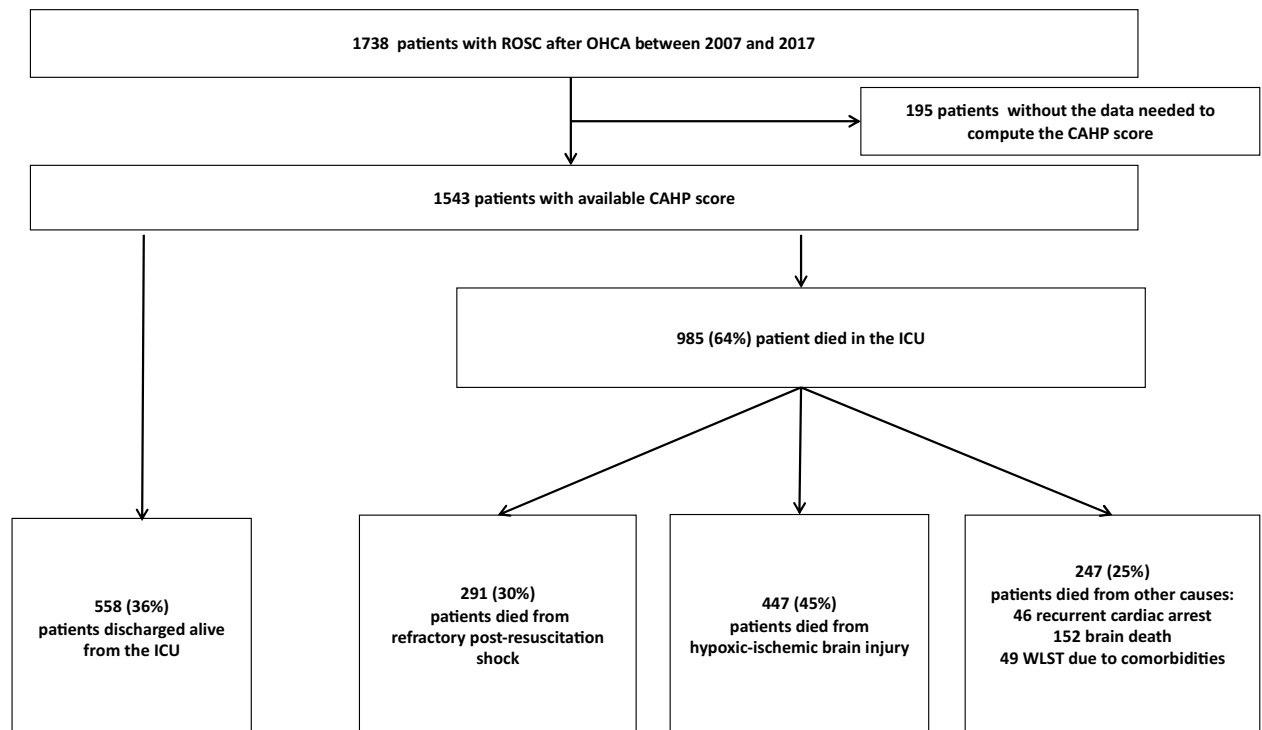 1738 patients with ROSC after OHCA between 2007 and 2017
195 patients without the data needed to
compute the CAHP score
1543 patients with available CAHP score
985 (64%) patient died in the ICU
558 (36%)
patients discharged alive
from the ICU
291 (30%)
patients died from
refractory post-resuscitation
shock
447 (45%)
patients died from
hypoxic-ischemic brain injury
247 (25%)
patients died from other causes:
46 recurrent cardiac arrest
152 brain death
49 WLST due to comorbidities